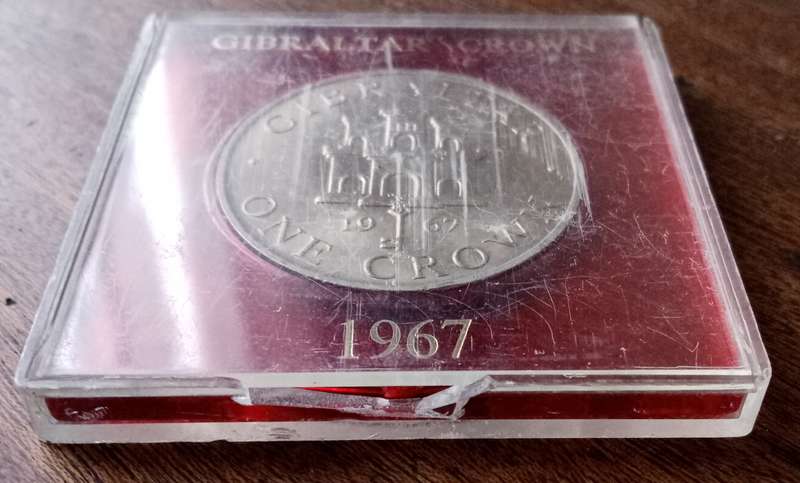 GIBRALTAR CROWN
GIBRALTAR
19 67
ONE CROWN
1967